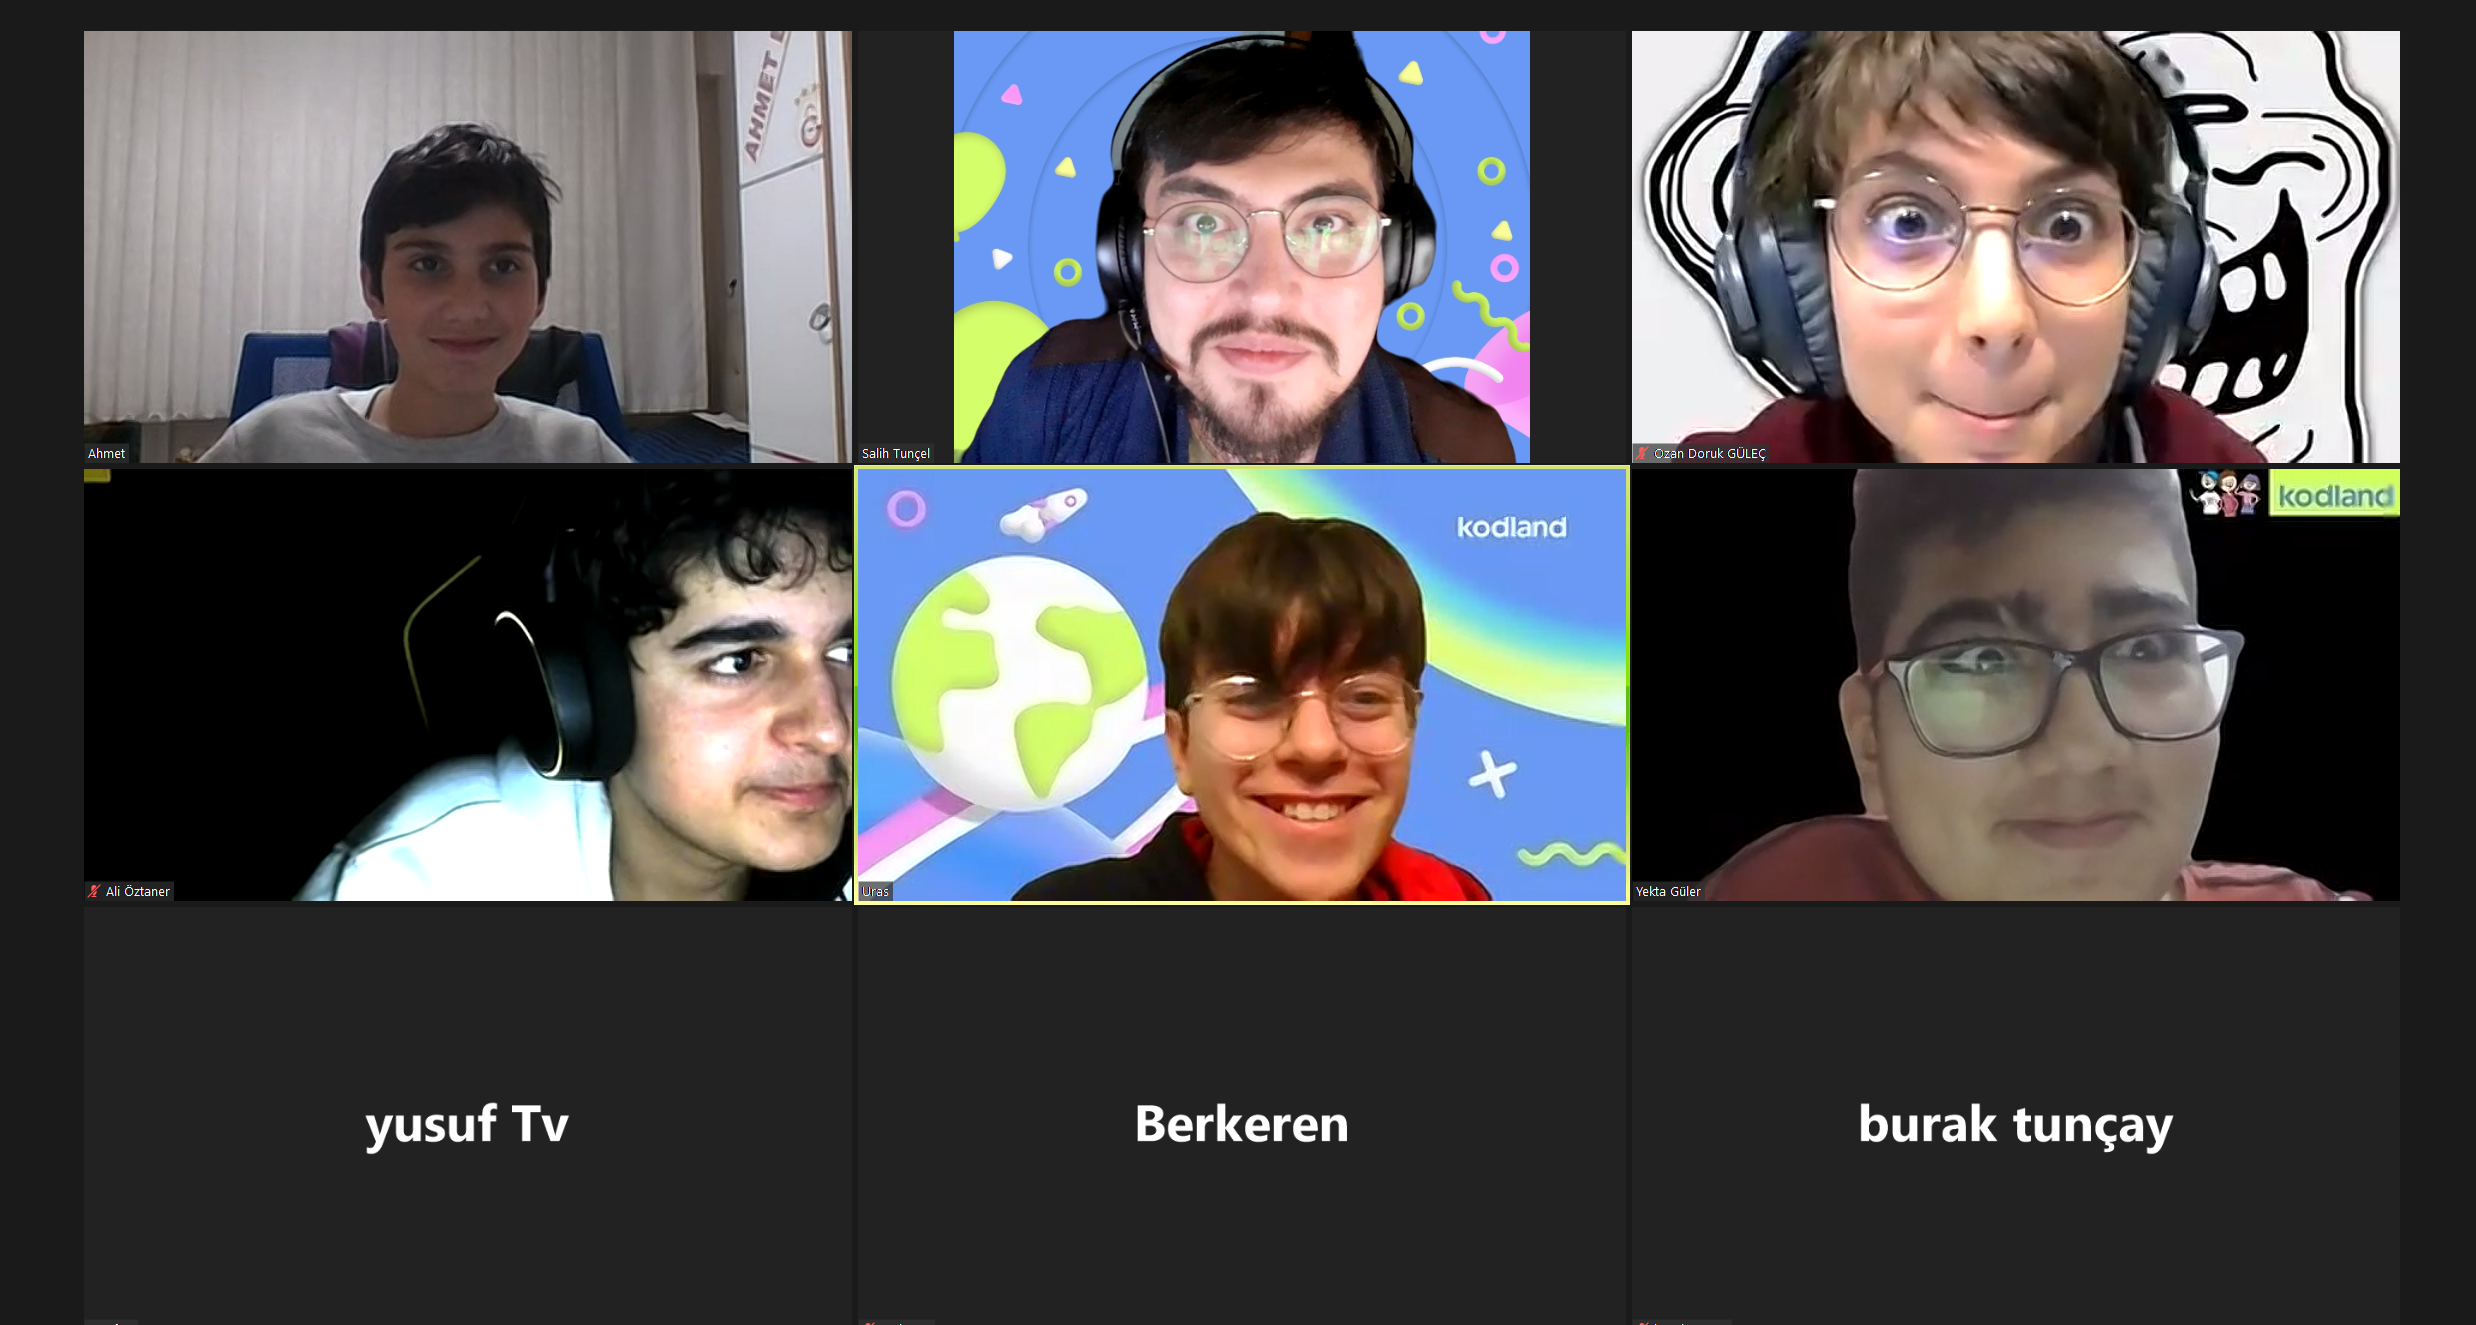 AHMET
Ahmet
Salih Tunçel
Ozan Doruk GÜLEÇ
kodland
kodland
Ali Öztaner
Uras
Yekta Güler
yusuf Tv
Berkeren
burak tunçay